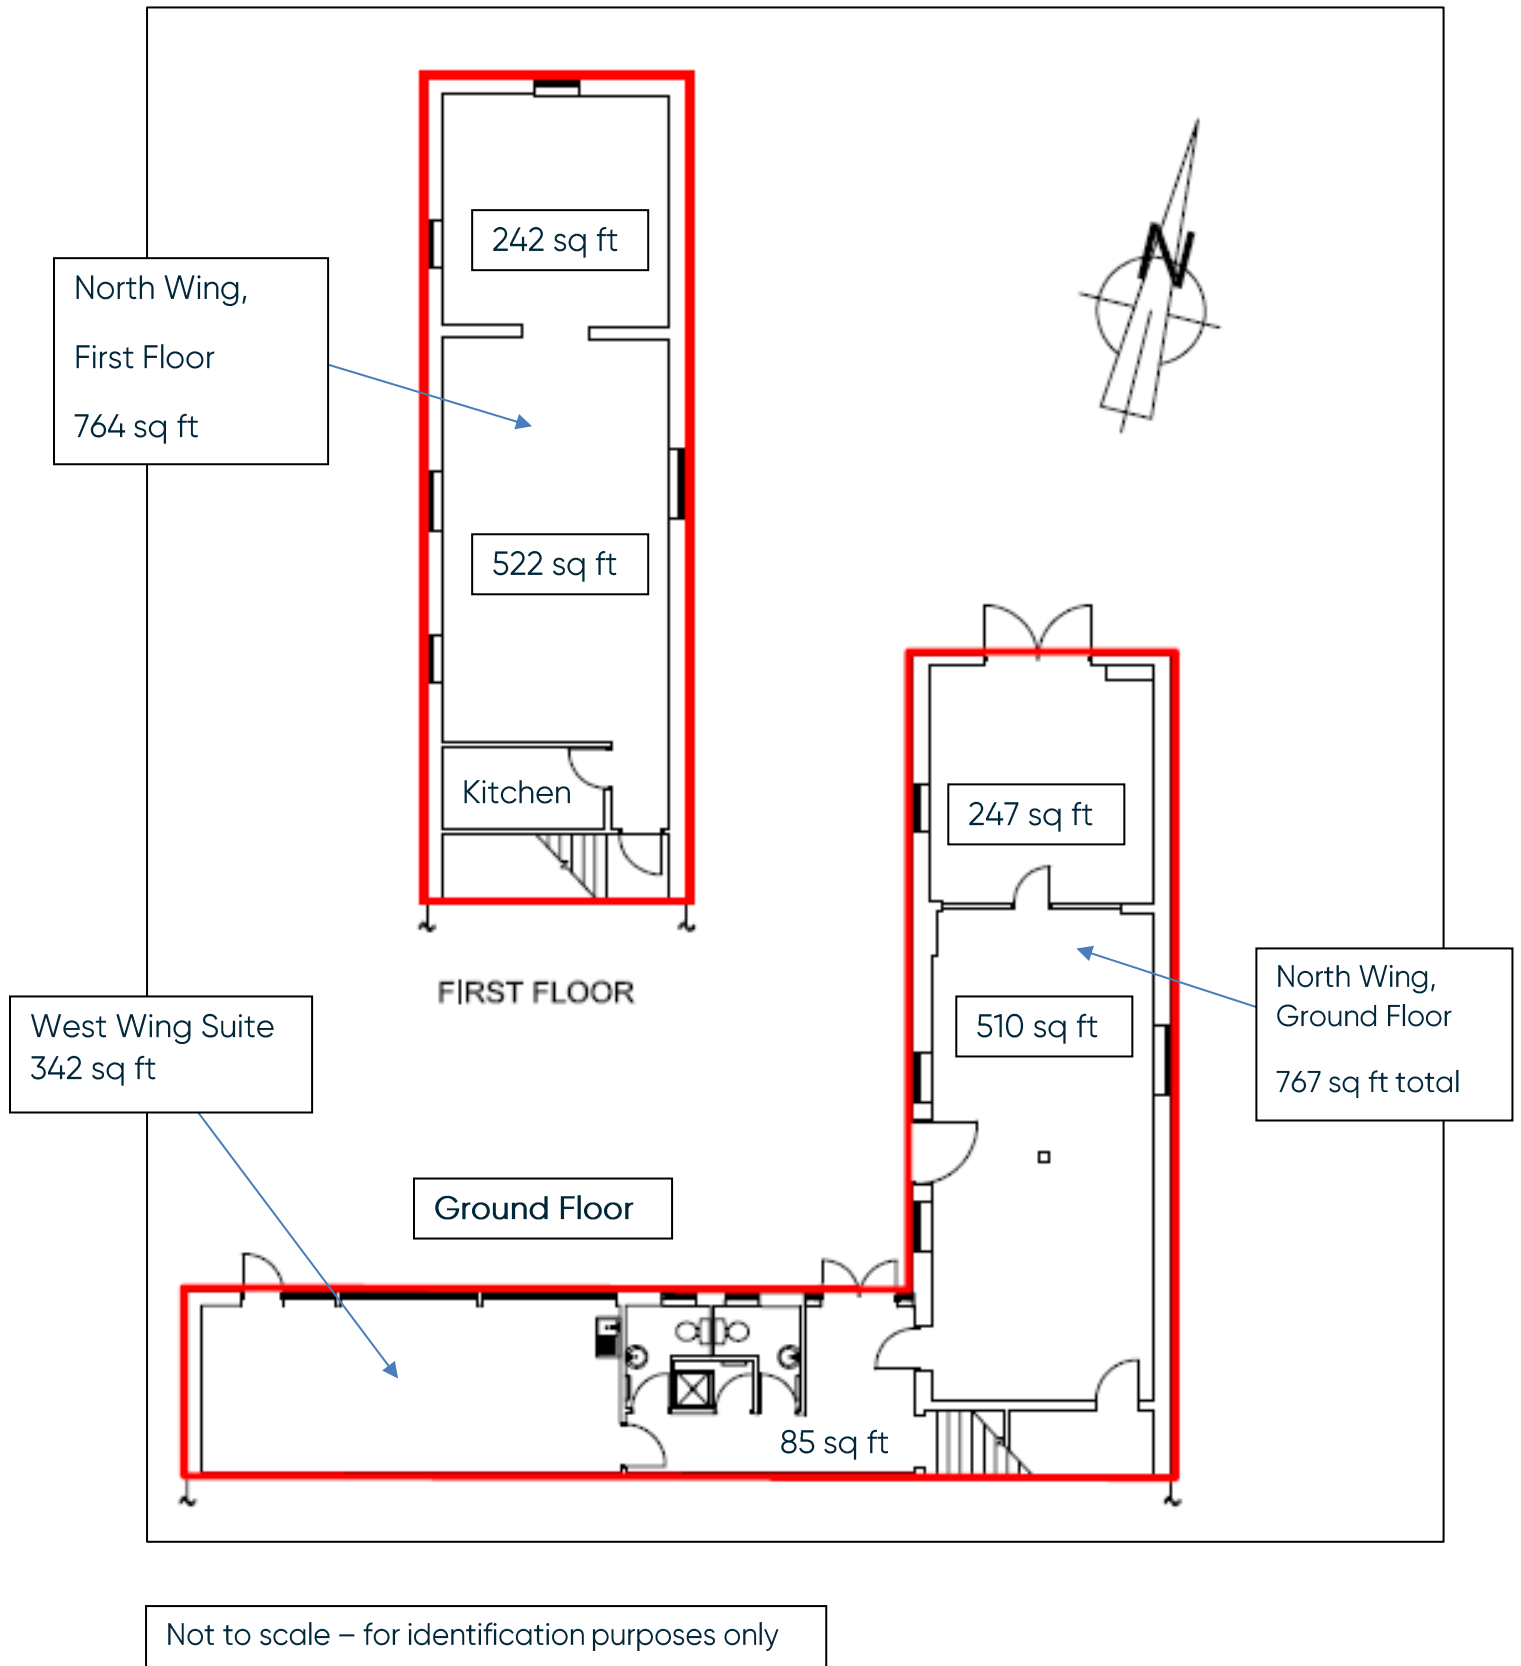 N
242 sq ft
North Wing,
First Floor
764 sq ft
522 sq ft
Kitchen
247 sq ft
FIRST FLOOR
North Wing,
Ground Floor
767 sq ft total
West Wing Suite
342 sq ft
510 sq ft
Ground Floor
85 sq ft
Not to scale – for identification purposes only